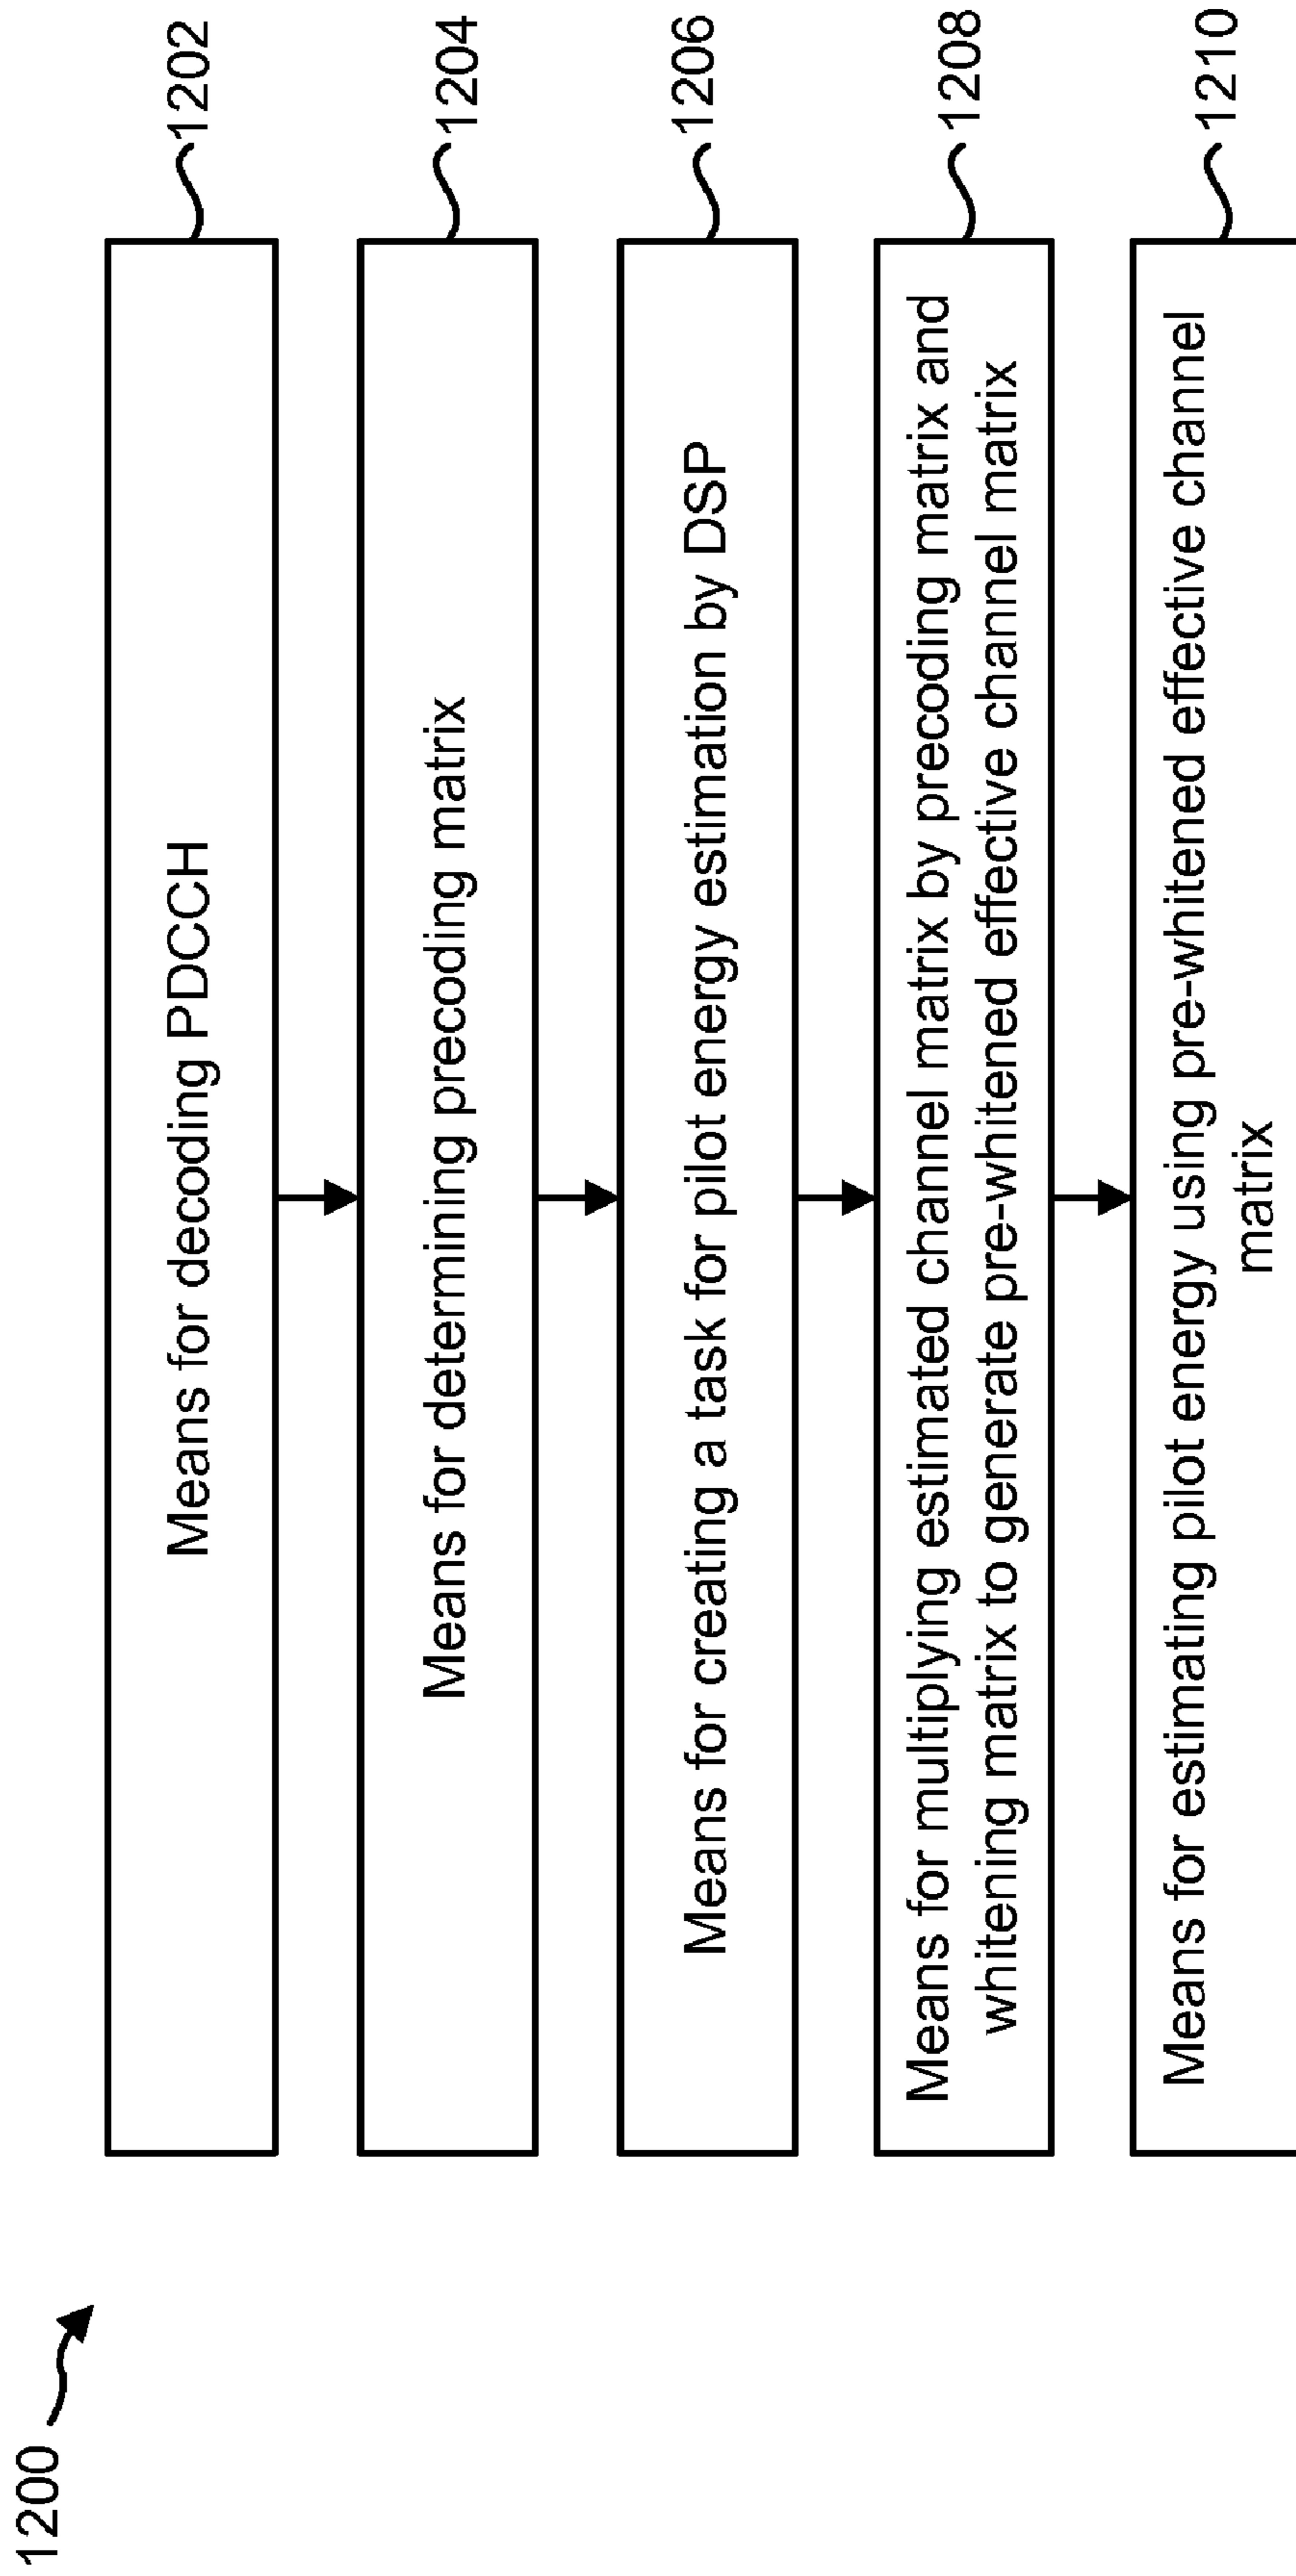 1200
Means for decoding PDCCH
1202
Means for determining precoding matrix
1204
Means for creating a task for pilot energy estimation by DSP
1206
Means for multiplying estimated channel matrix by precoding matrix and
whitening matrix to generate pre-whitened effective channel matrix
1208
Means for estimating pilot energy using pre-whitened effective channel
matrix
1210